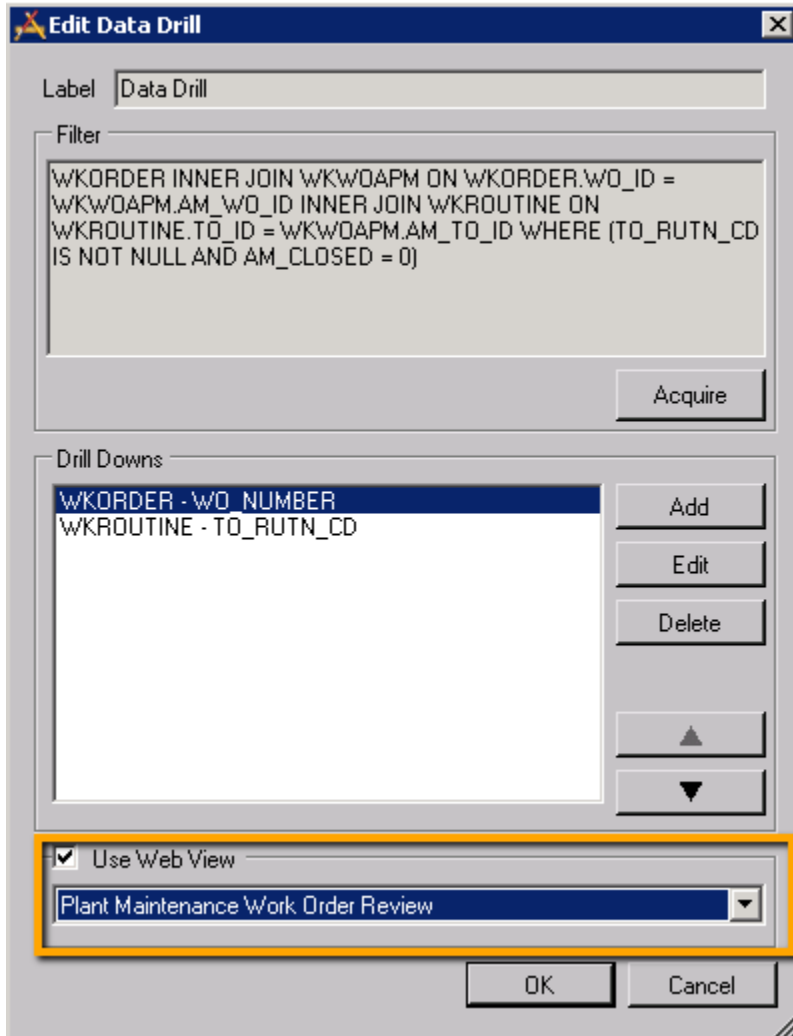 Edit Data Drill
Label Data Drill
Filter
WKORDER INNER JOIN WKWOAPM ON WKORDER.WO_ID =
WKWOAPM.AM_WO_ID INNER JOIN WKROUTINE ON
WKROUTINE.TO_ID = WKWOAPM.AM_TO_ID WHERE (TO_RUTN_CD
IS NOT NULL AND AM_CLOSED = 0)
Acquire
Drill Downs
WKORDER - WO_NUMBER
WKROUTINE - TO_RUTN_CD
Add
Edit
Delete
Use Web View
Plant Maintenance Work Order Review
OK Cancel